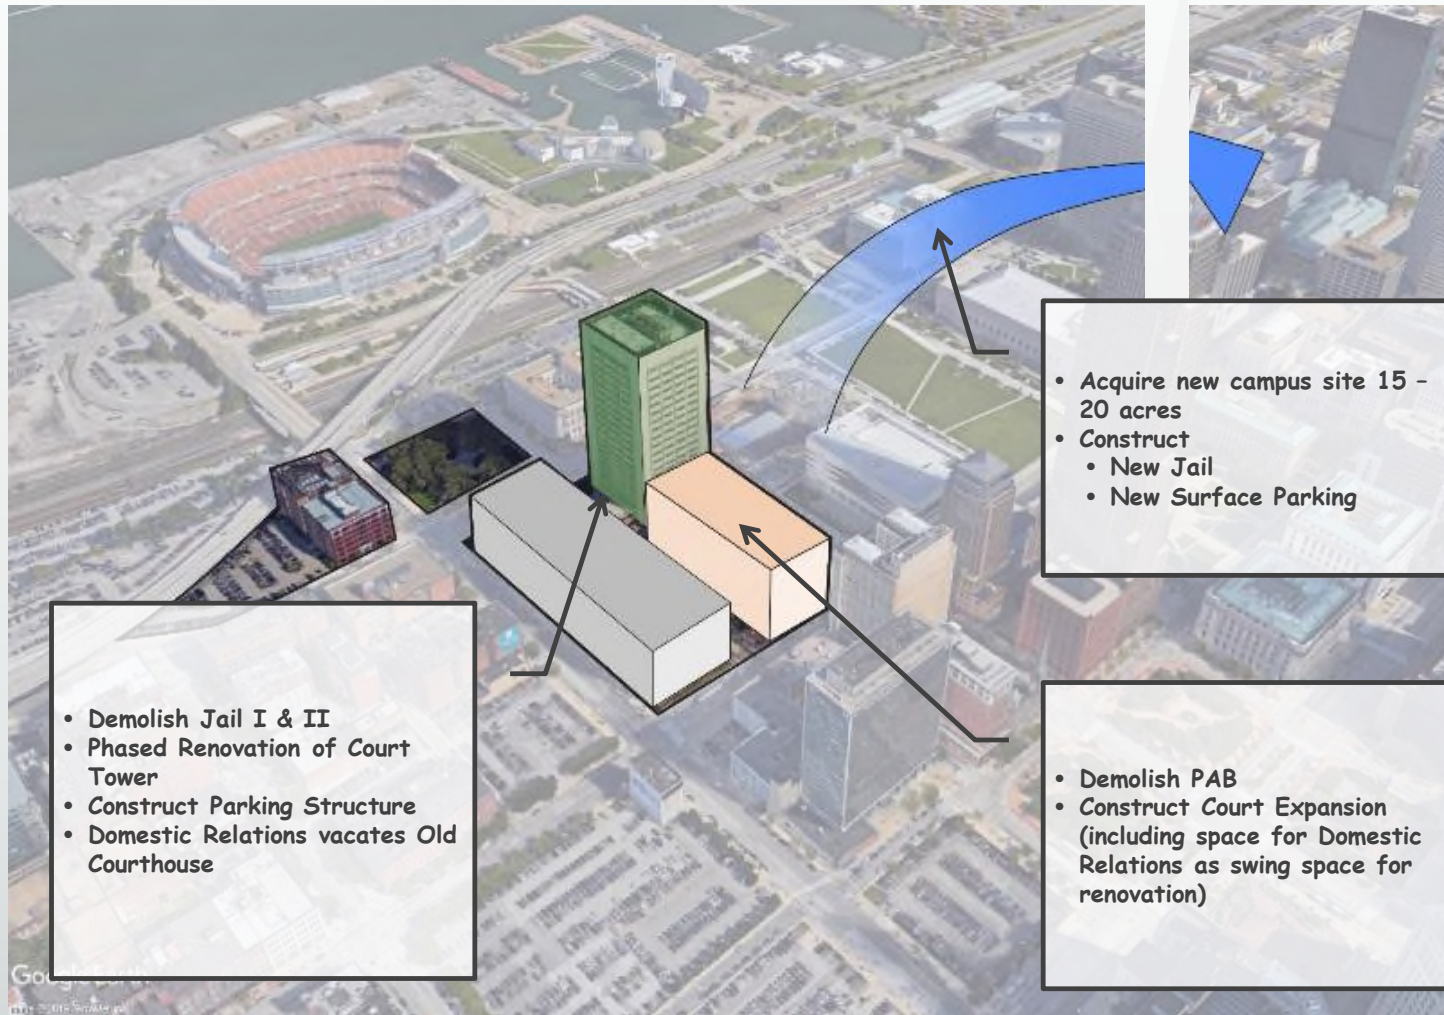 • Acquire new campus site 15 –
20 acres
• Construct
• New Jail
• New Surface Parking
• Demolish Jail I & II
• Phased Renovation of Court
Tower
• Construct Parking Structure
• Domestic Relations vacates Old
Courthouse
• Demolish PAB
• Construct Court Expansion
(including space for Domestic
Relations as swing space for
renovation)
Google Earth